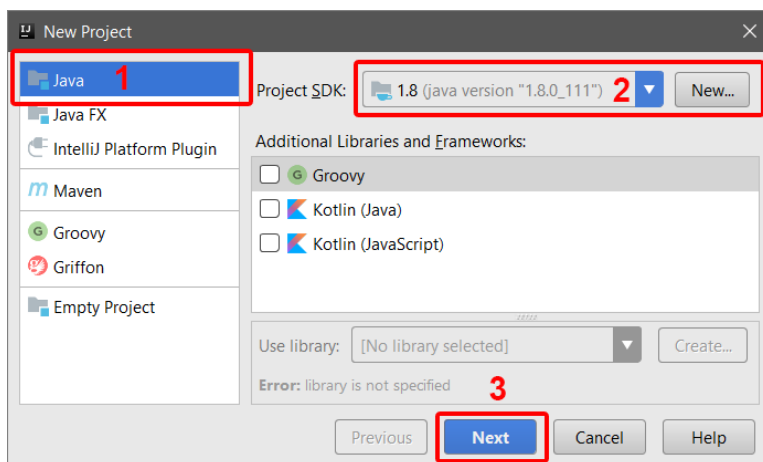 New Project
1
Java
Java FX
IntelliJ Platform Plugin
Maven
Groovy
Griffon
Empty Project
Project SDK: 1.8 (java version "1.8.0_111") 2 New...
Additional Libraries and Frameworks:
Groovy
Kotlin (Java)
Kotlin (JavaScript)
Use library: [No library selected] Create...
Error: library is not specified
3
Previous Next Cancel Help